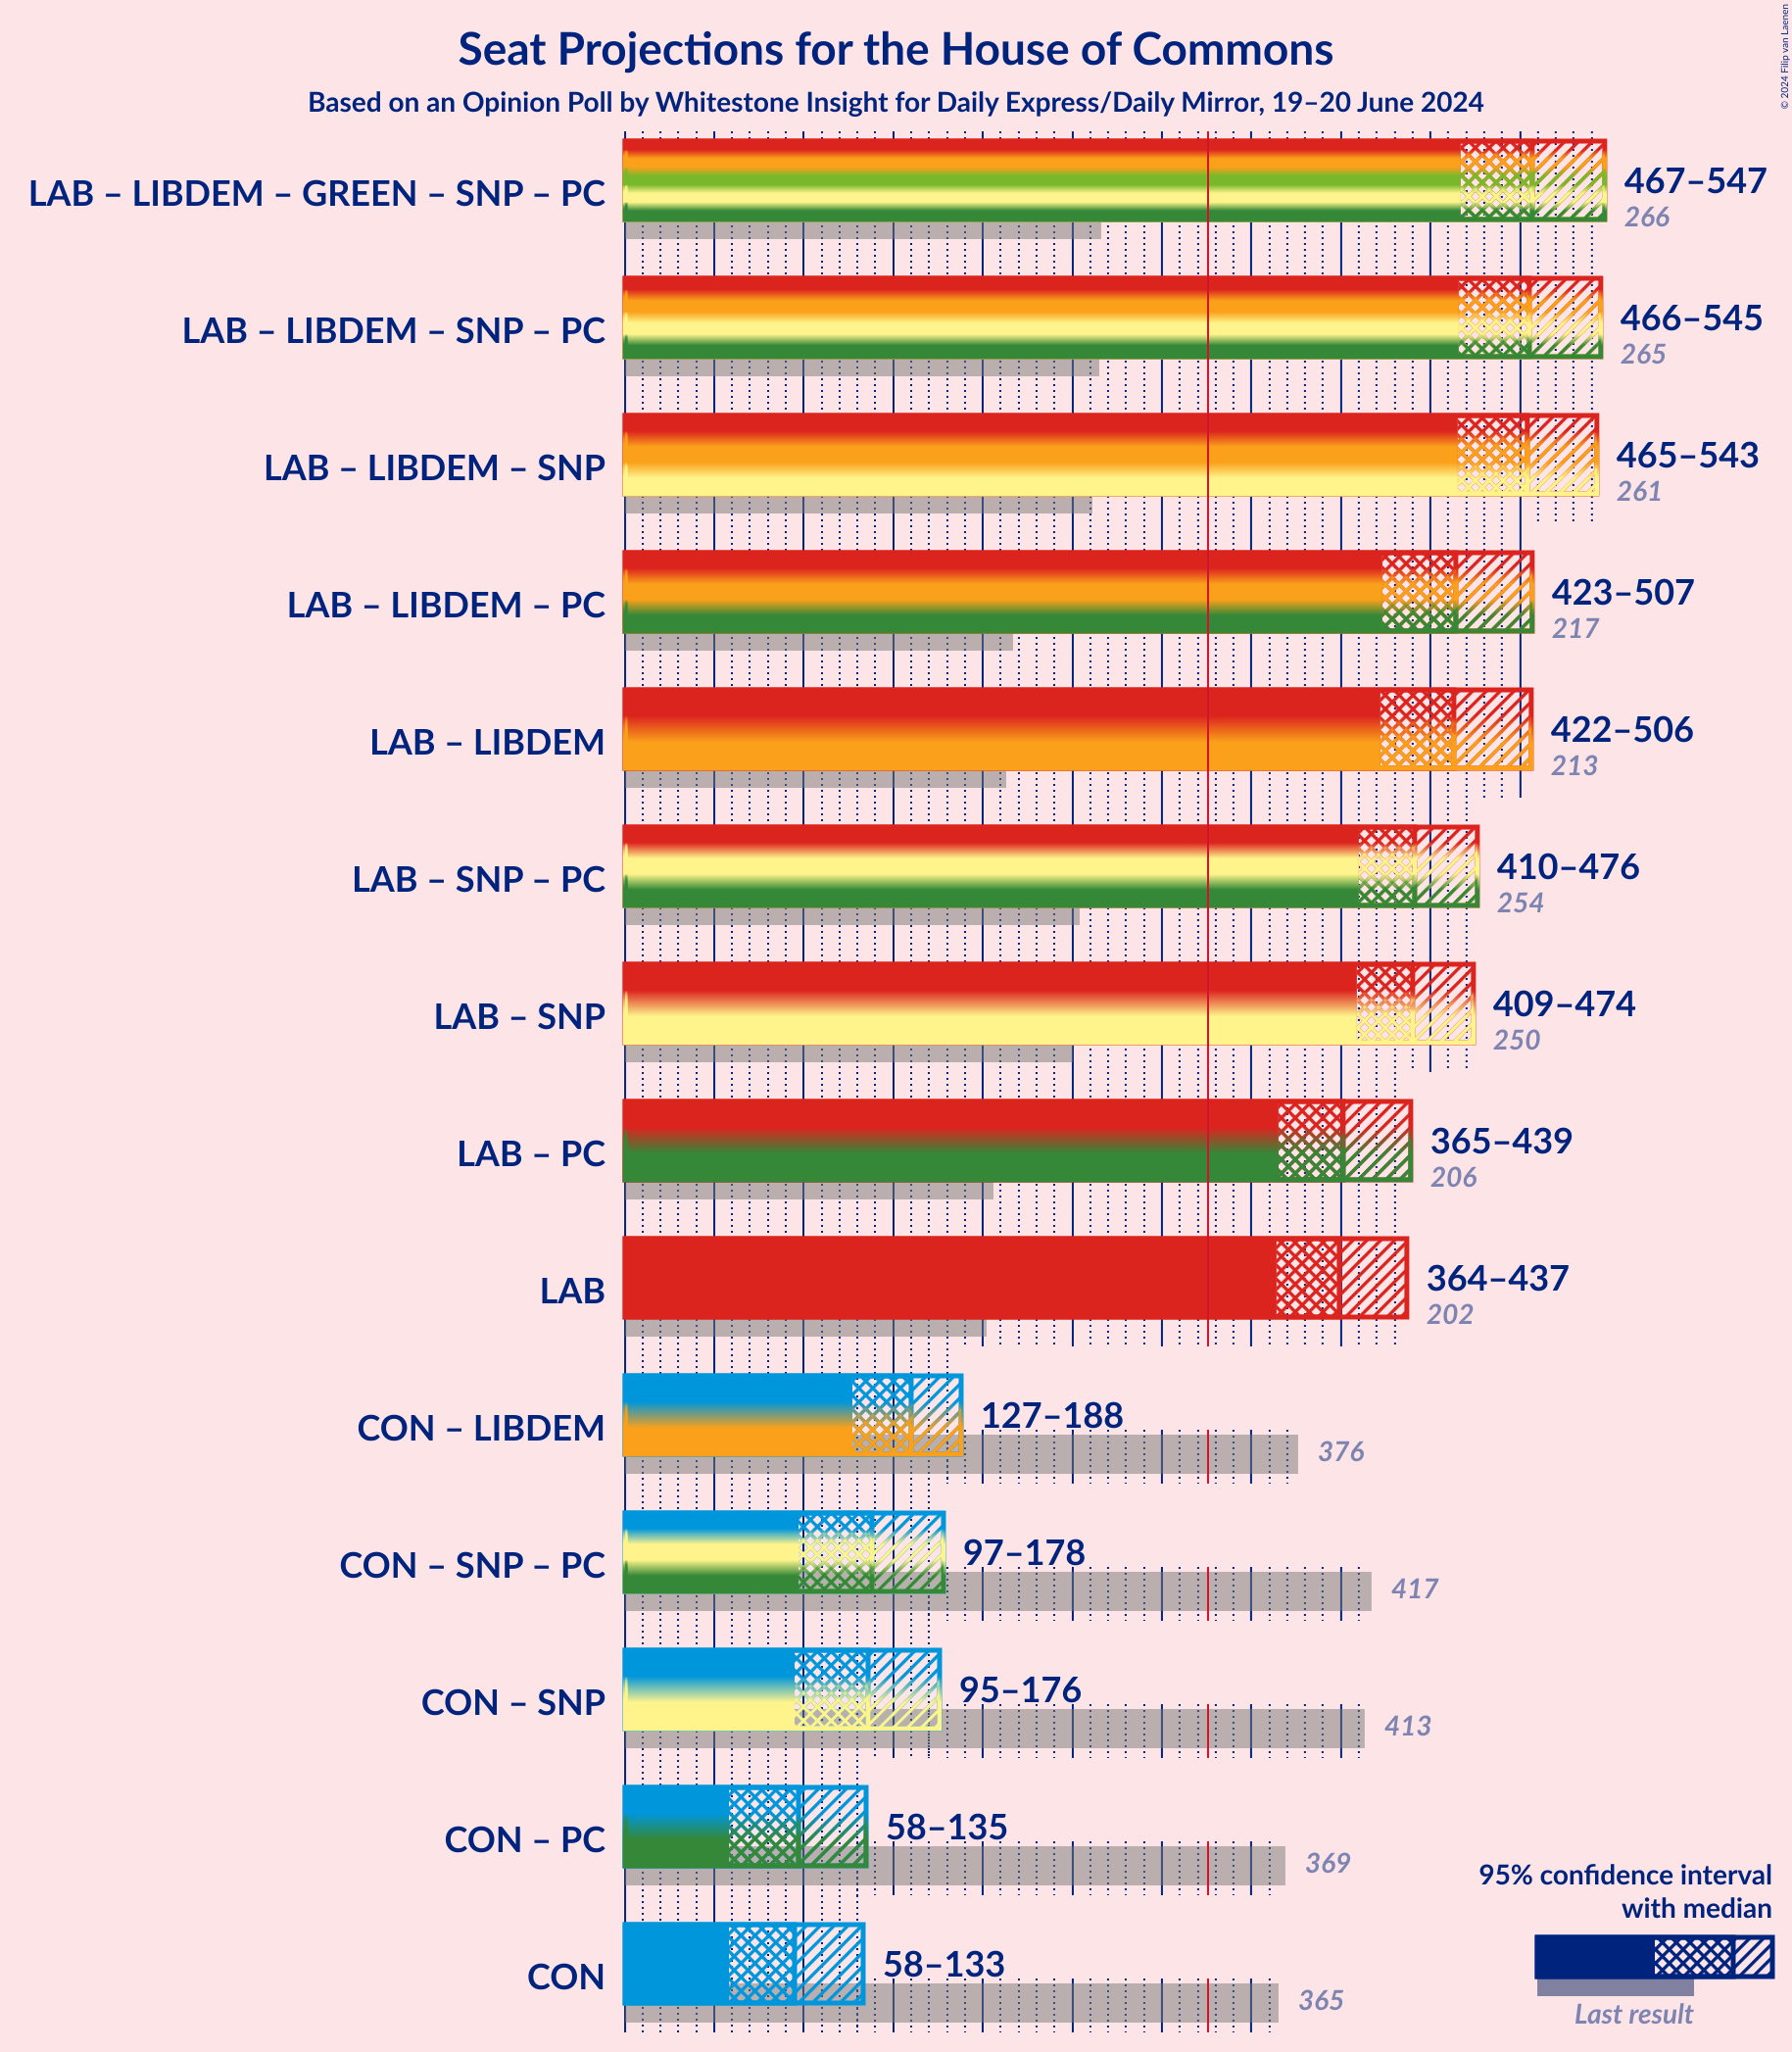 Seat Projections for the House of Commons
Based on an Opinion Poll by Whitestone Insight for Daily Express/Daily Mirror, 19–20 June 2024
© 2024 Filip van Laenen
LAB – LIBDEM – GREEN – SNP – PC
467–547
266
LAB – LIBDEM – SNP – PC
466–545
265
LAB – LIBDEM – SNP
465–543
261
LAB – LIBDEM – PC
423–507
217
LAB – LIBDEM
422–506
213
LAB – SNP – PC
410–476
254
LAB – SNP
409–474
250
LAB – PC
365–439
206
LAB
364–437
202
CON – LIBDEM
127–188
376
CON – SNP – PC
97–178
417
CON – SNP
95–176
413
CON – PC
58–135
369
CON
58–133
365
95% confidence interval
with median
Last result